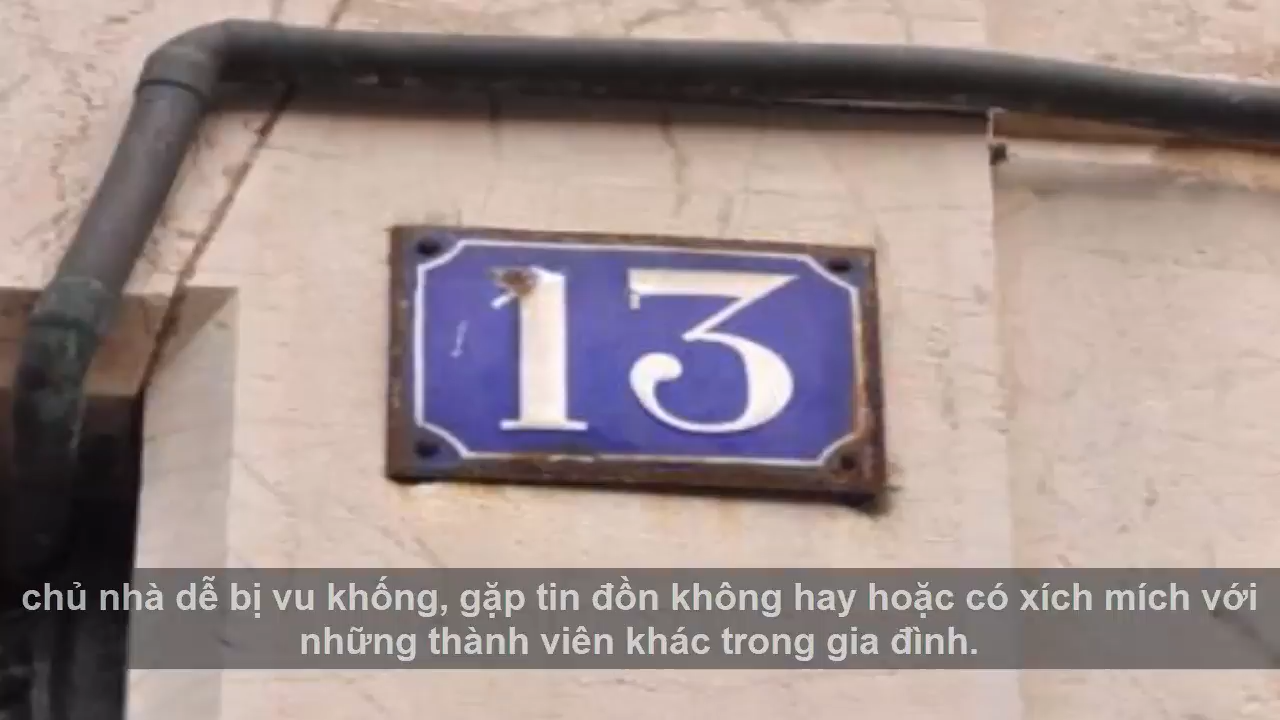 13
chủ nhà dễ bị vu khống, gặp tin đồn không hay hoặc có xích mích với
những thành viên khác trong gia đình.